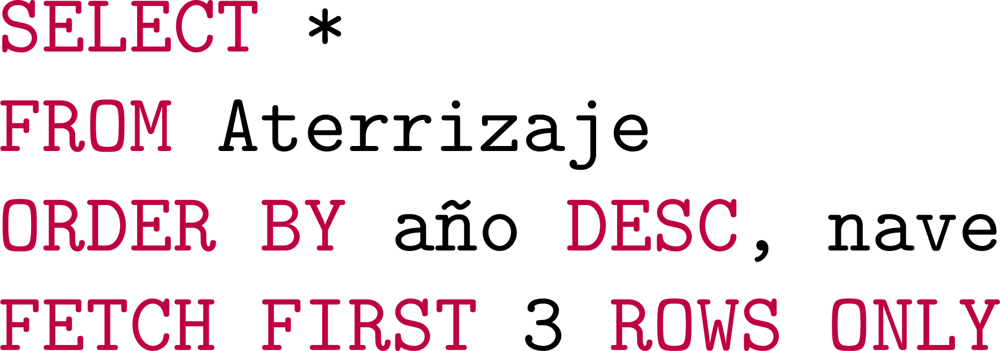 SELECT *
FROM Aterrizaje
ORDER BY año DESC, nave
FETCH FIRST 3 ROWS ONLY